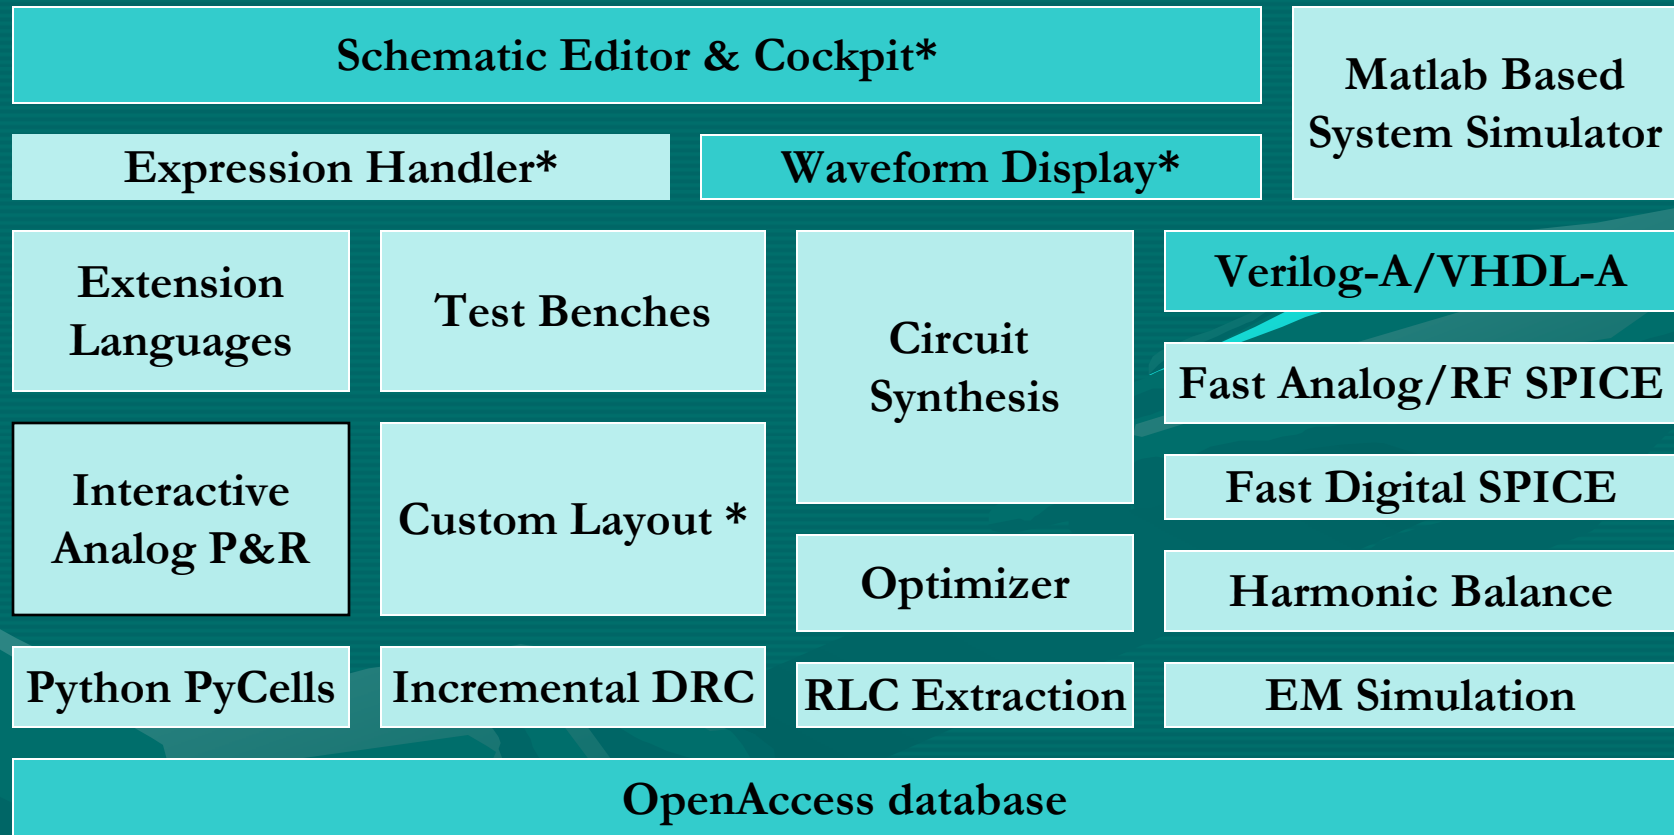 Schematic Editor & Cockpit*
Matlab Based
System Simulator
Expression Handler*
Waveform Display*
Extension
Languages
Test Benches
Circuit
Synthesis
Verilog-A/VHDL-A
Fast Analog/RF SPICE
Interactive
Analog P&R
Custom Layout *
Fast Digital SPICE
Optimizer
Harmonic Balance
Python PyCells
Incremental DRC
RLC Extraction
EM Simulation
OpenAccess database